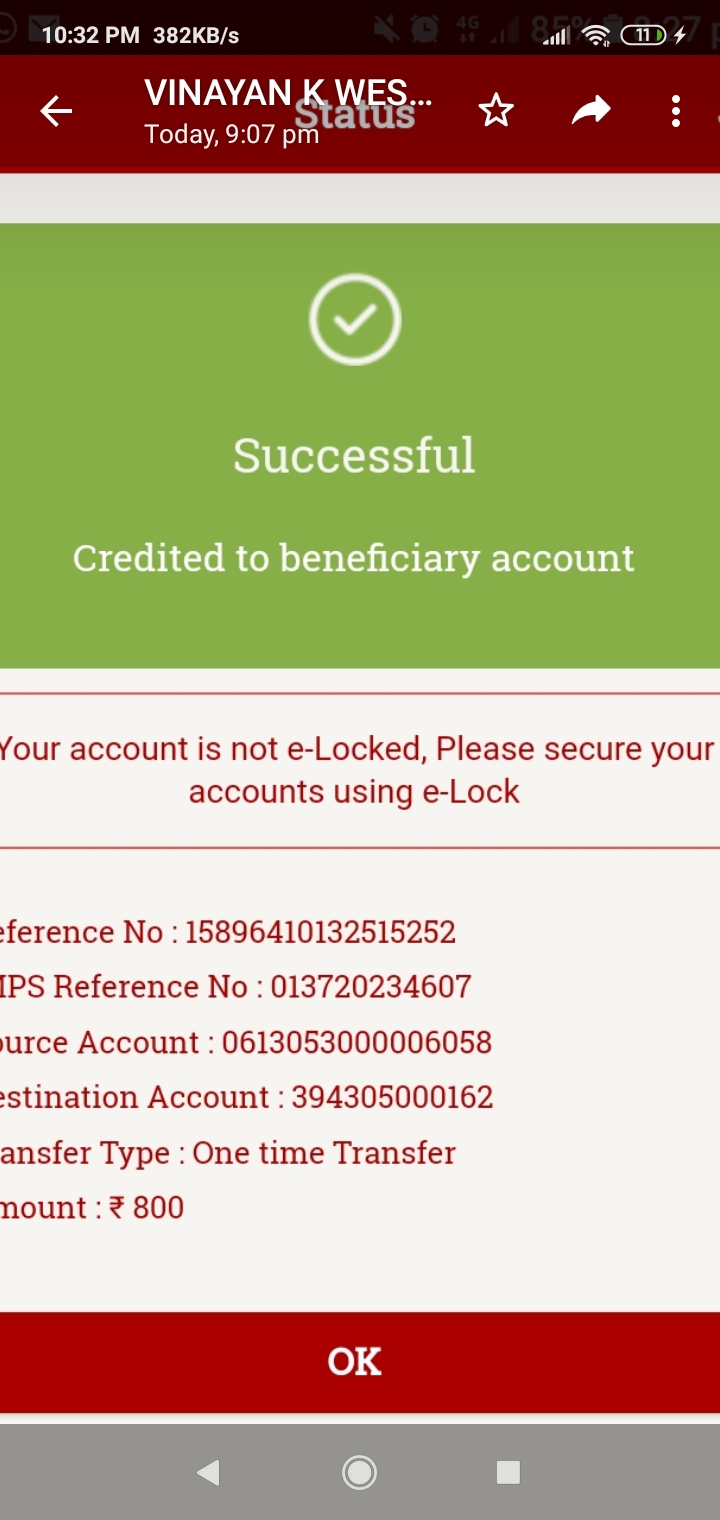 10:32 PM 382KB/s 4G 11
VINAYAN K WES...
Status
Today, 9:07 pm
Successful
Credited to beneficiary account
Your account is not e-Locked, Please secure your
accounts using e-Lock
eference No : 15896410132515252
MPS Reference No : 013720234607
ource Account : 0613053000006058
estination Account : 394305000162
ansfer Type : One time Transfer
mount : ₹ 800
OK